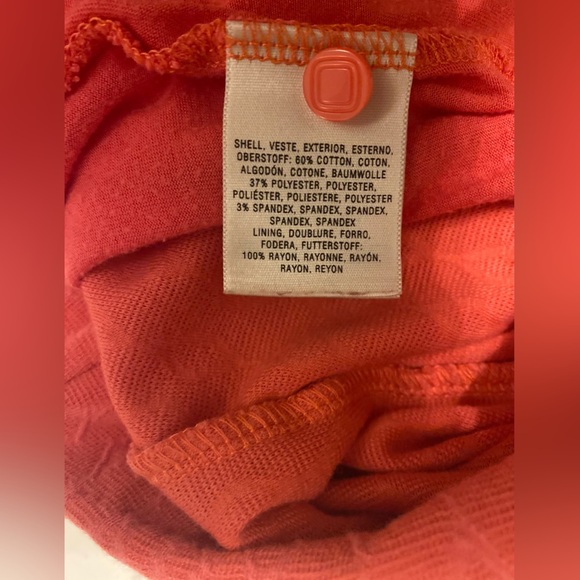 SHELL, VESTE, EXTERIOR, ESTERNO,
OBERSTOFF: 60% COTTON, COTON,
ALGODÓN, COTONE, BAUMWOLLE
37% POLYESTER, POLYESTER,
POLIÉSTER, POLIESTERE, POLYESTER
3% SPANDEX, SPANDEX, SPANDEX,
SPANDEX, SPANDEX
LINING, DOUBLURE, FORRO,
FODERA, FUTTERSTOFF:
100% RAYON, RAYONNE, RAYÓN,
RAYON, REYON